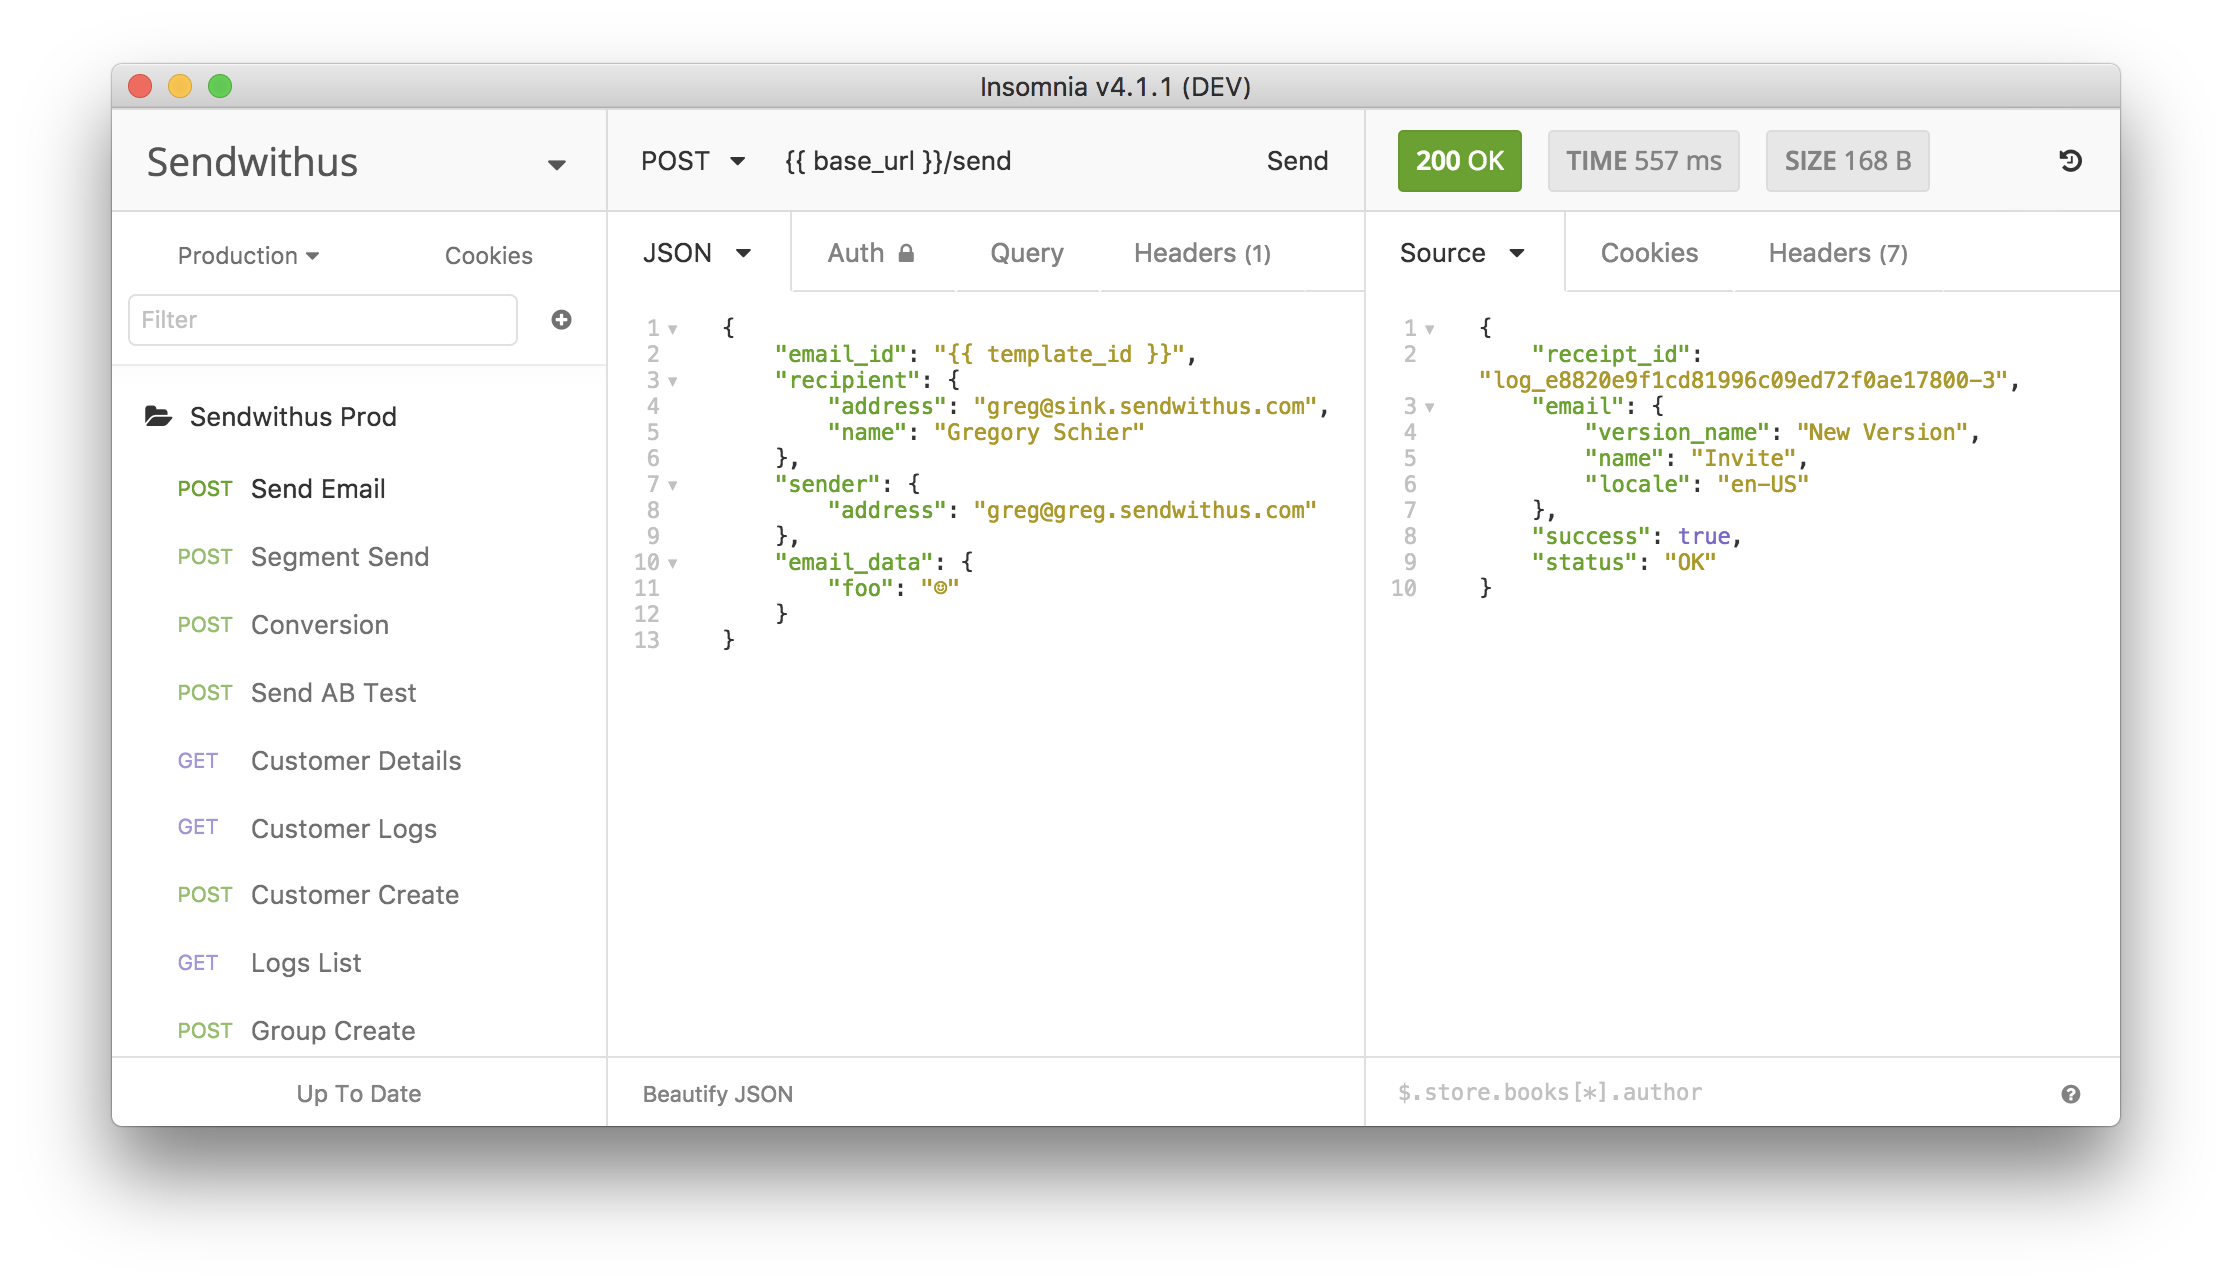 Insomnia v4.1.1 (DEV)
Sendwithus
Production
Cookies
Filter
Sendwithus Prod
POST Send Email
POST Segment Send
POST Conversion
POST Send AB Test
GET Customer Details
GET Customer Logs
POST Customer Create
GET Logs List
POST Group Create
Up To Date
POST {{ base_url }}/send Send
JSON Auth Query Headers (1)
1 {
2 "email_id": "{{ template_id }}",
3 "recipient": {
4 "address": "greg@sink.sendwithus.com",
5 "name": "Gregory Schier"
6 },
7 "sender": {
8 "address": "greg@greg.sendwithus.com"
9 },
10 "email_data": {
11 "foo": "☺"
12 }
13 }
Beautify JSON
200 OK TIME 557 ms SIZE 168 B
Source Cookies Headers (7)
1 {
2 "receipt_id":
"log_e8820e9f1cd81996c09ed72f0ae17800-3",
3 "email": {
4 "version_name": "New Version",
5 "name": "Invite",
6 "locale": "en-US"
7 },
8 "success": true,
9 "status": "OK"
10 }
$.store.books[*].author